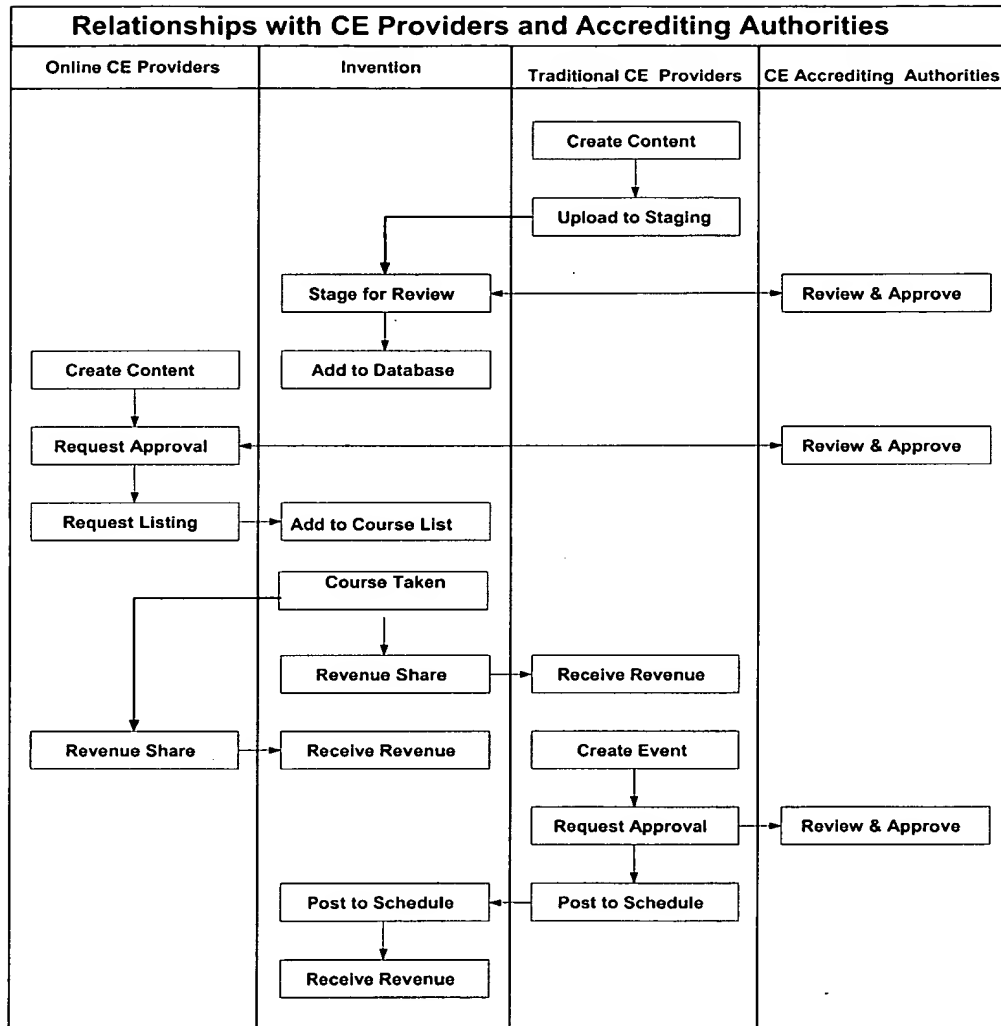 Relationships with CE Providers and Accrediting Authorities
Online CE Providers
Invention
Traditional CE Providers
CE Accrediting Authorities
Create Content
Upload to Staging
Stage for Review
Review & Approve
Create Content
Add to Database
Request Approval
Review & Approve
Request Listing
Add to Course List
Course Taken
Revenue Share
Receive Revenue
Revenue Share
Receive Revenue
Create Event
Request Approval
Review & Approve
Post to Schedule
Post to Schedule
Receive Revenue